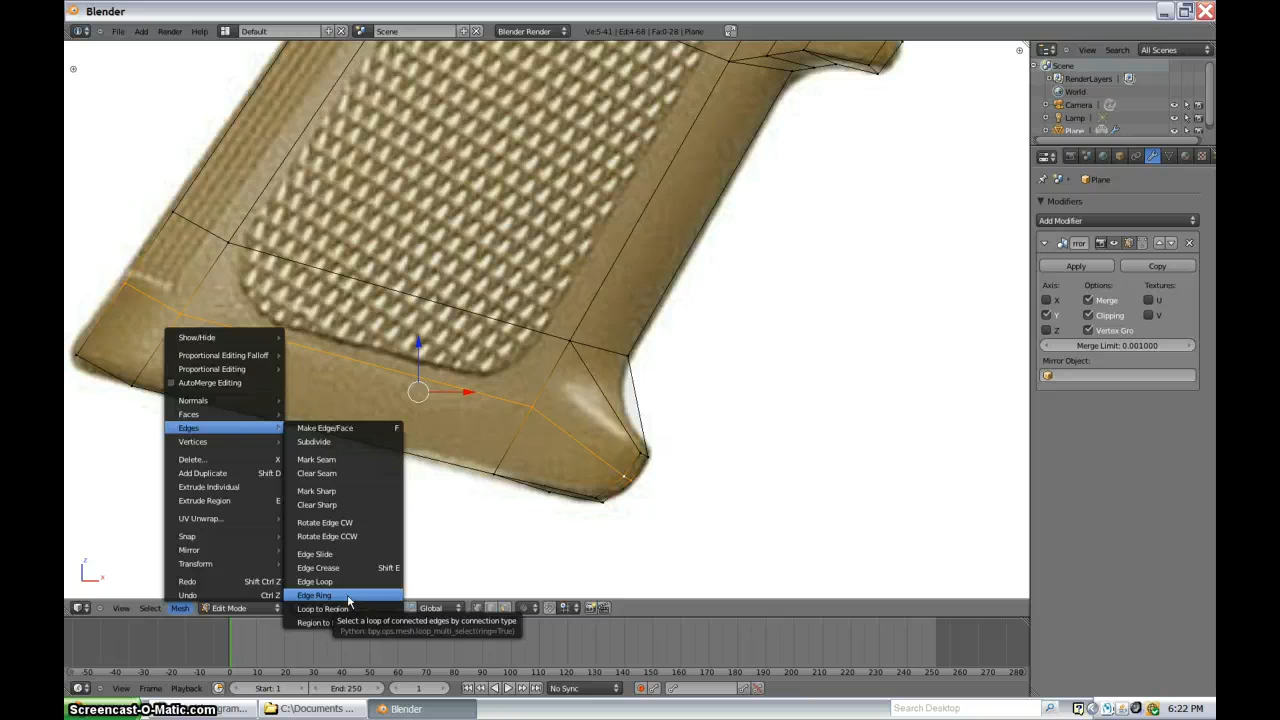 Blender
File Add Render Help Default Scene Blender Render Ve:5-41 | Ed:4-68 | Fa:0-28 | Plane
View Search All Scenes
Scene
RenderLayers
World
Camera
Lamp
Plane
Plane
Modifiers
Add Modifier
rror
Apply Copy
Axis: Options: Textures:
X Merge U
Y Clipping V
Z Vertex Gro
Merge Limit: 0.001000
Mirror Object:
Show/Hide
Proportional Editing Falloff
Proportional Editing
AutoMerge Editing
Normals
Faces
Edges
Vertices
Delete... X
Add Duplicate Shift D
Extrude Individual
Extrude Region E
UV Unwrap...
Snap
Mirror
Transform
Redo Shift Ctrl Z
Undo Ctrl Z
Make Edge/Face F
Subdivide
Mark Seam
Clear Seam
Mark Sharp
Clear Sharp
Rotate Edge CW
Rotate Edge CCW
Edge Slide
Edge Crease Shift E
Edge Loop
Edge Ring
Loop to Region
Region to
Select a loop of connected edges by connection type
Python: bpy.ops.mesh.loop_multi_select(ring=True)
z
x
View Select Mesh Edit Mode Global
-50 -40 -30 -20 -10 0 10 20 30 40 50 60 70 80 90 100 110 120 130 140 150 160 170 180 190 200 210 220 230 240 250 260 270 280
View Frame Playback Start: 1 End: 250 1 No Sync
Screencast-O-Matic.com gram... C:\Documents ... Blender Search Desktop 6:22 PM